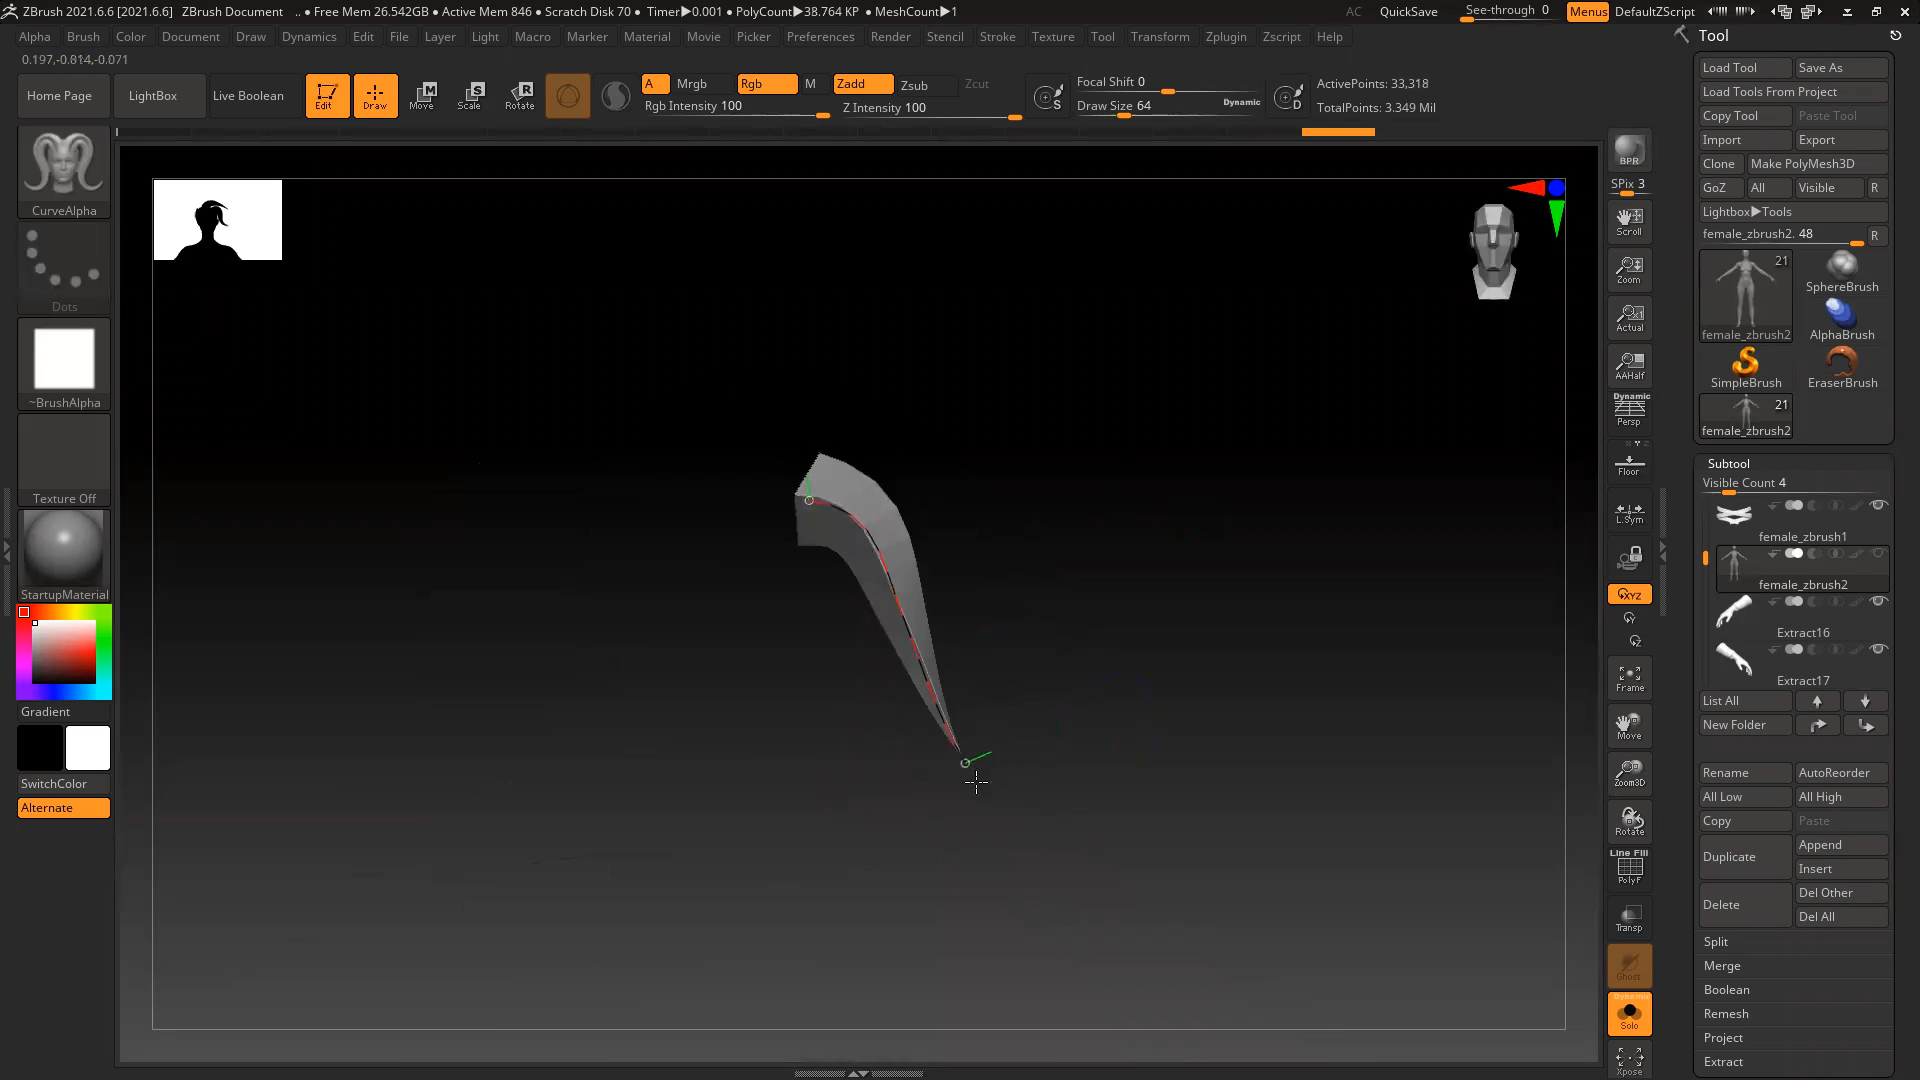 ZBrush 2021.6.6 [2021.6.6] ZBrush Document .. • Free Mem 26.542GB • Active Mem 846 • Scratch Disk 70 • Timer▶0.001 • PolyCount▶38.764 KP • MeshCount▶1 AC QuickSave See-through 0 Menus DefaultZScript
Alpha Brush Color Document Draw Dynamics Edit File Layer Light Macro Marker Material Movie Picker Preferences Render Stencil Stroke Texture Tool Transform Zplugin Zscript Help
0.197,-0.814,-0.071
Home Page LightBox Live Boolean Edit Draw Move Scale Rotate A Mrgb Rgb M Zadd Zsub Zcut
Rgb Intensity 100 Z Intensity 100
Focal Shift 0
Draw Size 64 Dynamic
ActivePoints: 33,318
TotalPoints: 3.349 Mil
CurveAlpha
Dots
~BrushAlpha
Texture Off
StartupMaterial
Gradient
SwitchColor
Alternate
BPR
SPix 3
Scroll
Zoom
Actual
AAHalf
Dynamic
Persp
Floor
L.Sym
XYZ
Y
Z
Frame
Move
Zoom3D
Rotate
Line Fill
PolyF
Transp
Ghost
Dynamic
Solo
Xpose
Tool
Load Tool Save As
Load Tools From Project
Copy Tool Paste Tool
Import Export
Clone Make PolyMesh3D
GoZ All Visible R
Lightbox▶Tools
female_zbrush2. 48 R
21
female_zbrush2
SphereBrush
AlphaBrush
SimpleBrush
EraserBrush
21
female_zbrush2
Subtool
Visible Count 4
female_zbrush1
female_zbrush2
Extract16
Extract17
List All
New Folder
Rename AutoReorder
All Low All High
Copy Paste
Duplicate Append
Insert
Delete Del Other
Del All
Split
Merge
Boolean
Remesh
Project
Extract